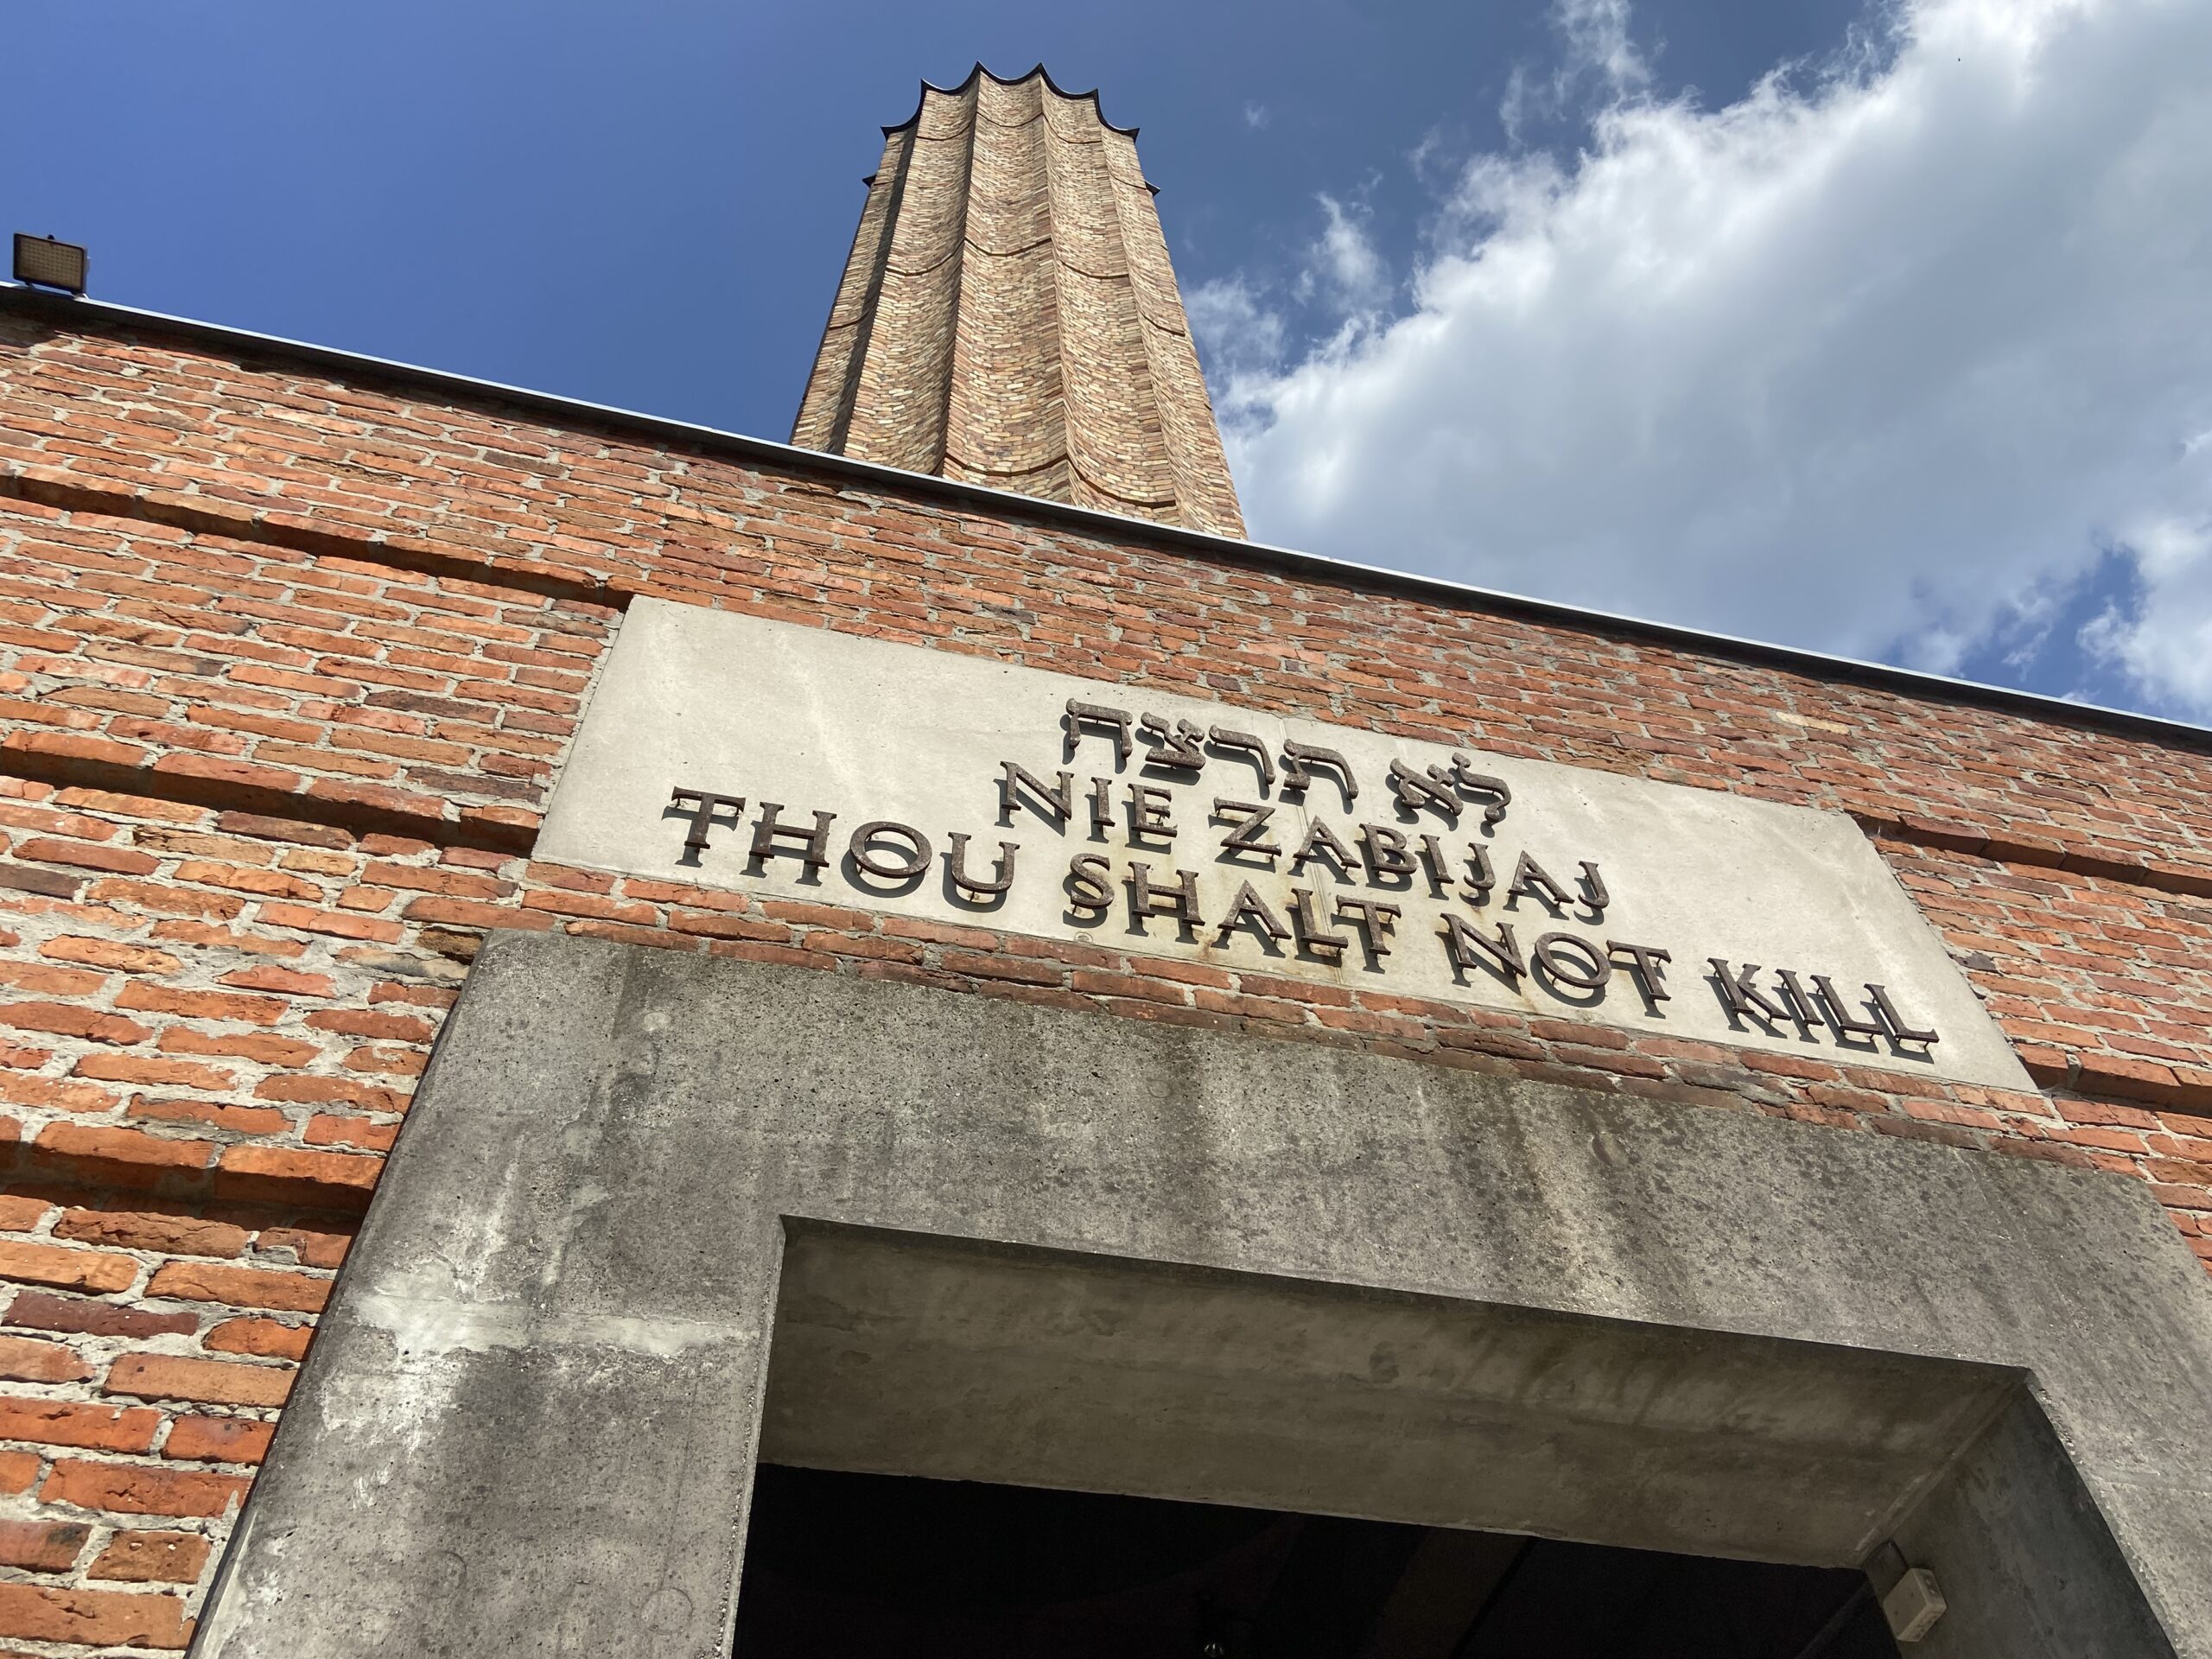 לא תרצח
NIE ZABIJAJ
THOU SHALT NOT KILL